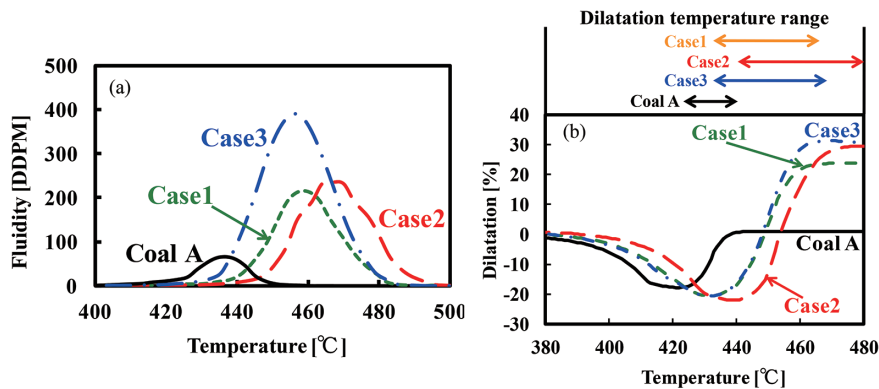 Dilatation temperature range
Case1
Case2
Case3
Coal A
(a)
500
400
300
200
100
0
Fluidity [DDPM]
Case3
Case1
Case2
Coal A
400 420 440 460 480 500
Temperature [℃]
(b)
40
30
20
10
0
-10
-20
-30
Dilatation [%]
Case3
Case1
Coal A
Case2
380 400 420 440 460 480
Temperature [℃]